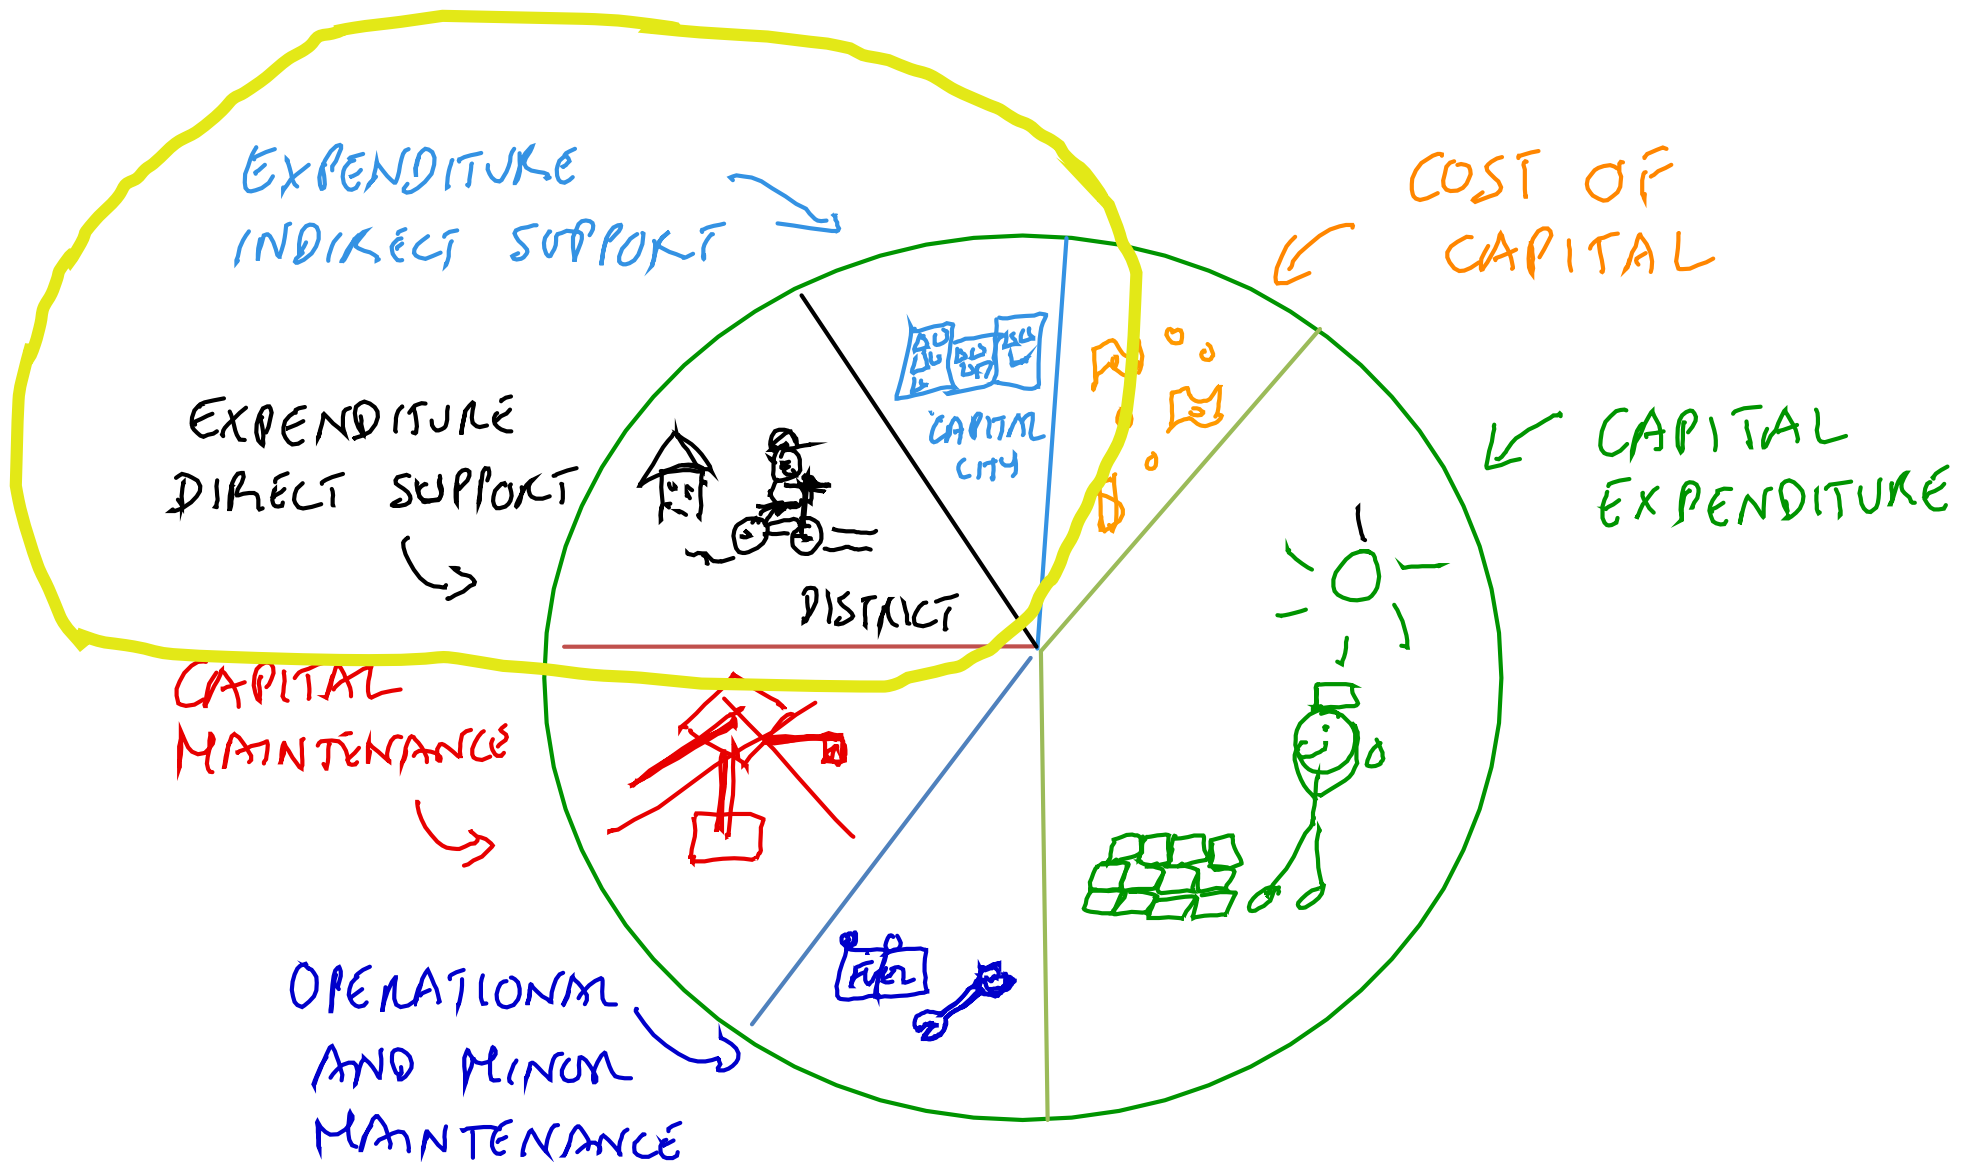 EXPENDITURE
INDIRECT SUPPORT
COST OF
CAPITAL
CAPITAL
CITY
EXPENDITURE
DIRECT SUPPORT
CAPITAL
EXPENDITURE
DISTRICT
CAPITAL
MAINTENANCE
FUEL
OPERATIONAL
AND MINOR
MAINTENANCE